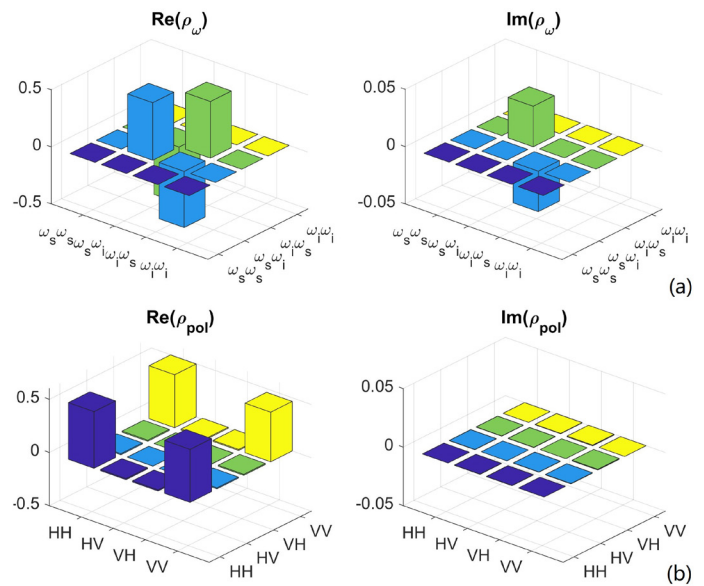 Re(ρω) Im(ρω)
0.5 0.05
0 0
-0.5 -0.05
ωsωs ωsωi ωiωs ωiωi ωsωs ωsωi ωiωs ωiωi ωsωs ωsωi ωiωs ωiωi ωsωs ωsωi ωiωs ωiωi
(a)
Re(ρpol) Im(ρpol)
0.5 0.05
0 0
-0.5 -0.05
HH HV VH VV HH HV VH VV HH HV VH VV HH HV VH VV
(b)